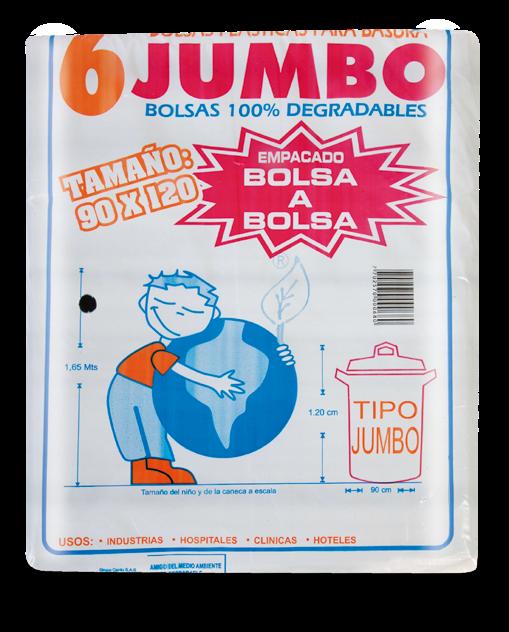 BOLSAS PLASTICAS PARA BASURA
6 JUMBO
BOLSAS 100% DEGRADABLES
TAMAÑO:
90 X 120
EMPACADO
BOLSA
A
BOLSA
®
1,65 Mts
1.20 cm
TIPO
JUMBO
90 cm
Tamaño del niño y de la caneca a escala
USOS: • INDUSTRIAS • HOSPITALES • CLINICAS • HOTELES
AMIGO DEL MEDIO AMBIENTE